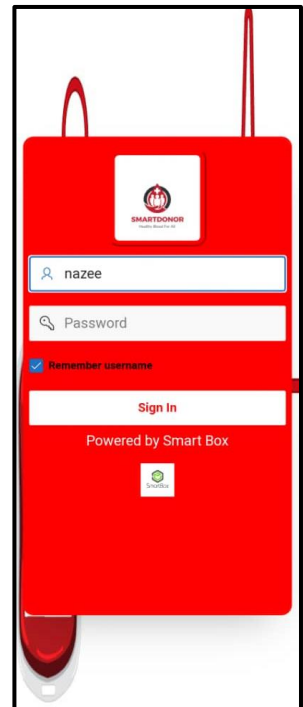 SMARTDONOR
Healthy Blood For All
nazee
Password
Remember username
Sign In
Powered by Smart Box
SmartBox